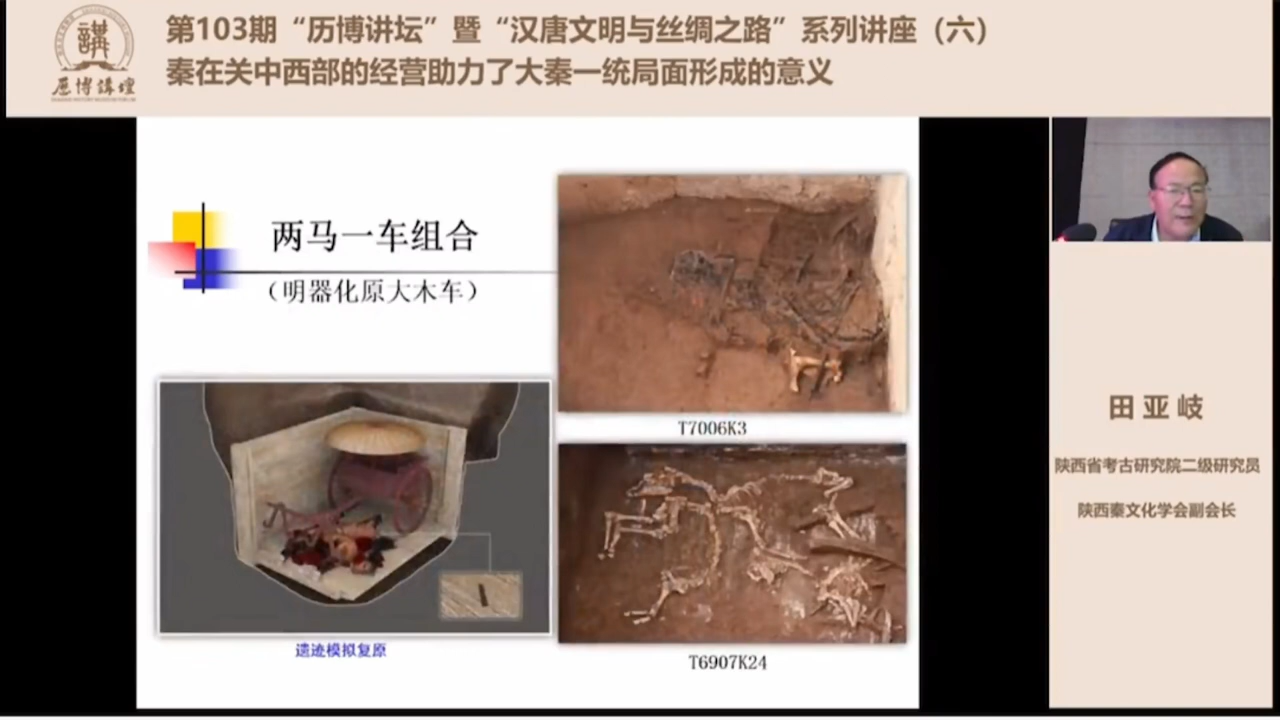 第103期“历博讲坛”暨“汉唐文明与丝绸之路”系列讲座（六）
秦在关中西部的经营助力了大秦一统局面形成的意义
講
历博講壇
两马一车组合
（明器化原大木车）
T7006K3
遗迹模拟复原
T6907K24
田亚岐
陕西省考古研究院二级研究员
陕西秦文化学会副会长